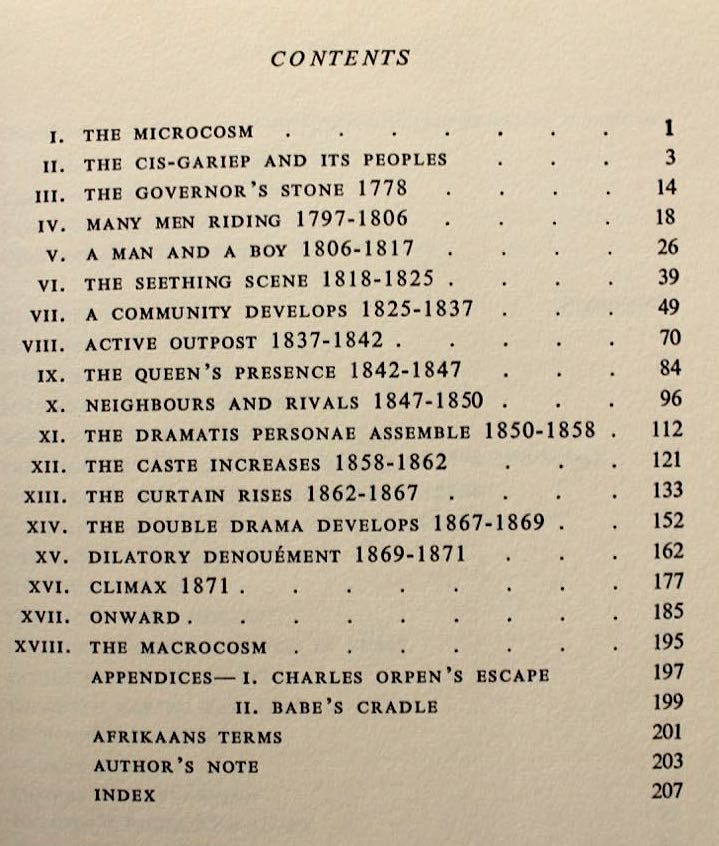 CONTENTS
I. THE MICROCOSM . . . . . . . 1
II. THE CIS-GARIEP AND ITS PEOPLES . . . 3
III. THE GOVERNOR'S STONE 1778 . . . . 14
IV. MANY MEN RIDING 1797-1806 . . . . 18
V. A MAN AND A BOY 1806-1817 . . . . 26
VI. THE SEETHING SCENE 1818-1825 . . . . 39
VII. A COMMUNITY DEVELOPS 1825-1837 . . . 49
VIII. ACTIVE OUTPOST 1837-1842 . . . . . 70
IX. THE QUEEN'S PRESENCE 1842-1847 . . . 84
X. NEIGHBOURS AND RIVALS 1847-1850 . . . 96
XI. THE DRAMATIS PERSONAE ASSEMBLE 1850-1858 . 112
XII. THE CASTE INCREASES 1858-1862 . . . 121
XIII. THE CURTAIN RISES 1862-1867 . . . . 133
XIV. THE DOUBLE DRAMA DEVELOPS 1867-1869 . . 152
XV. DILATORY DENOUÉMENT 1869-1871 . . . 162
XVI. CLIMAX 1871 . . . . . . . . 177
XVII. ONWARD . . . . . . . . . 185
XVIII. THE MACROCOSM . . . . . . . 195
APPENDICES— I. CHARLES ORPEN'S ESCAPE 197
II. BABE'S CRADLE 199
AFRIKAANS TERMS 201
AUTHOR'S NOTE 203
INDEX 207